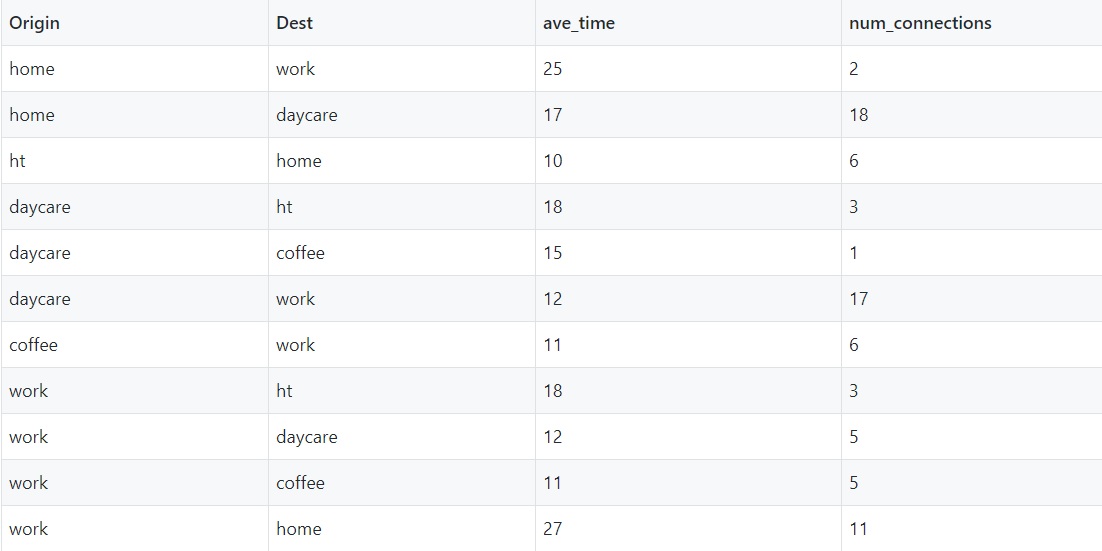 Origin Dest ave_time num_connections
home work 25 2
home daycare 17 18
ht home 10 6
daycare ht 18 3
daycare coffee 15 1
daycare work 12 17
coffee work 11 6
work ht 18 3
work daycare 12 5
work coffee 11 5
work home 27 11